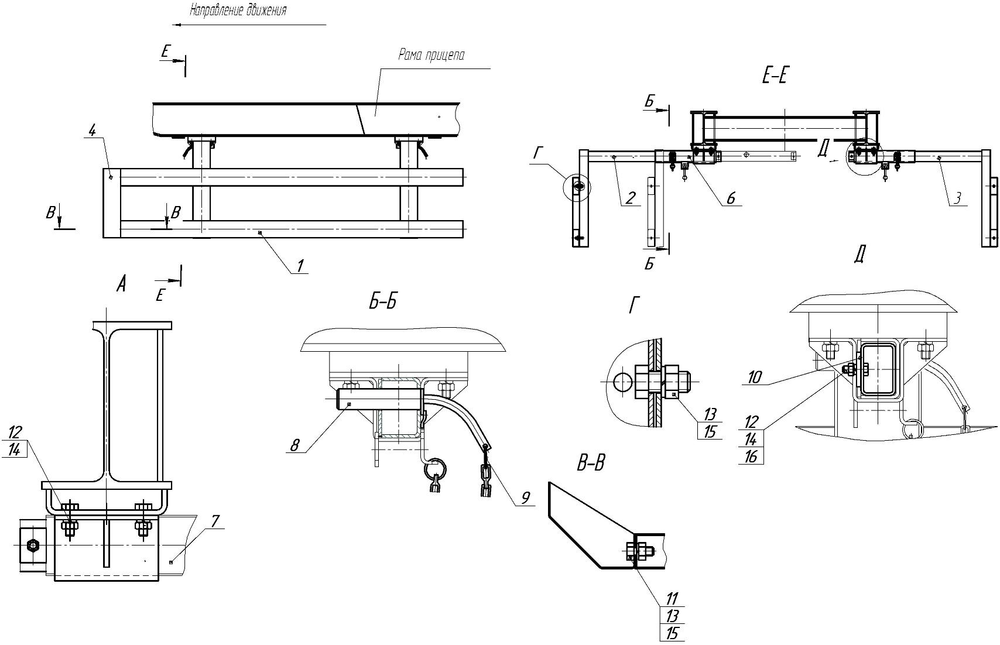 Направление движения
Е
Рама прицепа
Е–Е
Б
4
Г
Д
В
В
2
6
3
1
Б
Д
А
Е
Б–Б
Г
12
14
8
10
13
15
12
14
16
В–В
9
7
11
13
15